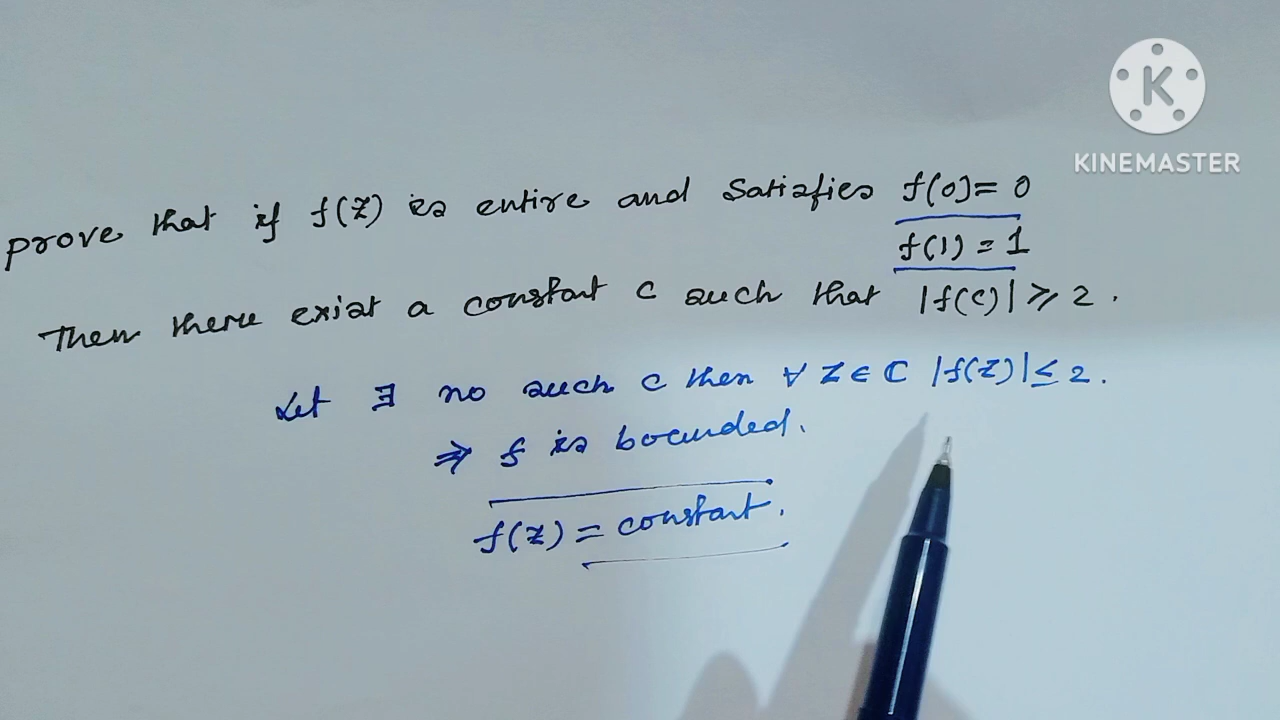 K
KINEMASTER
prove that if f(z) is entire and satisfies f(0) = 0
f(1) = 1
Then there exist a constant c such that |f(c)| ≥ 2 .
Let ∃ no such c then ∀ z ∈ ℂ |f(z)| ≤ 2 .
⇒ f is bounded.
f(z) = constant.